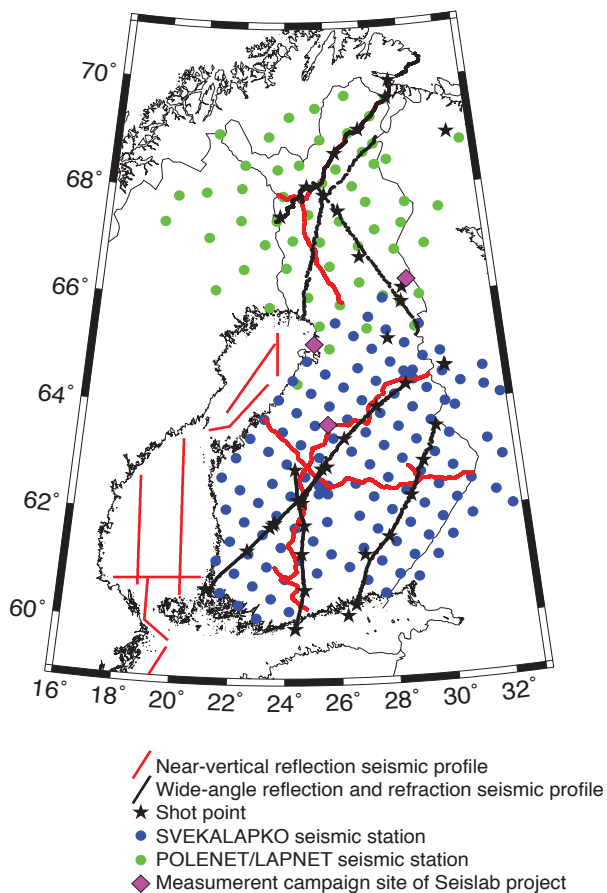 70˚
68˚
66˚
64˚
62˚
60˚
16˚ 18˚ 20˚ 22˚ 24˚ 26˚ 28˚ 30˚ 32˚
Near-vertical reflection seismic profile
Wide-angle reflection and refraction seismic profile
Shot point
SVEKALAPKO seismic station
POLENET/LAPNET seismic station
Measumerent campaign site of Seislab project